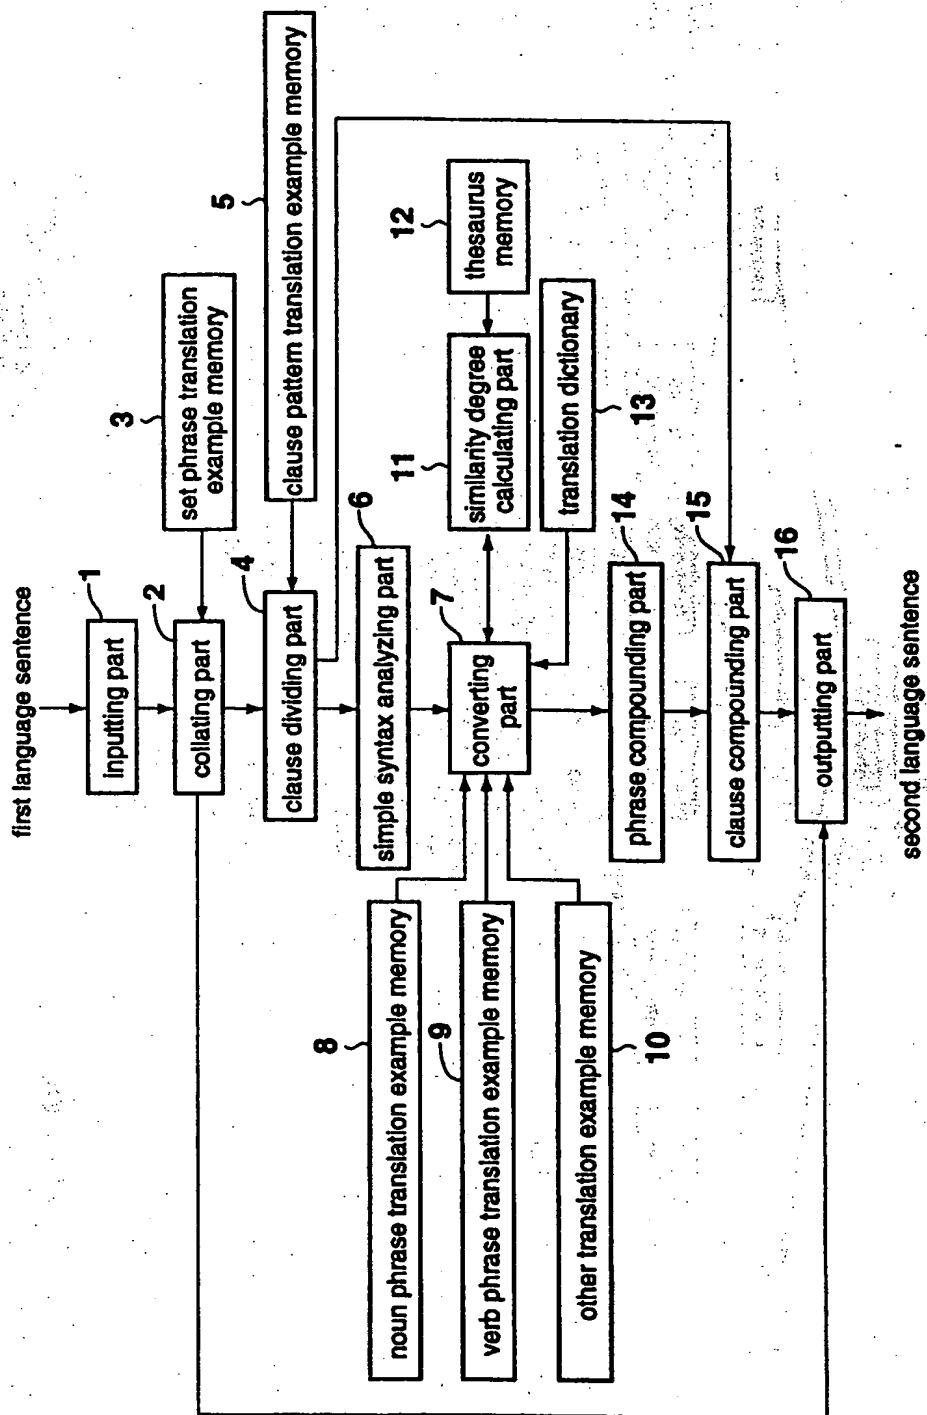 first language sentence
1
inputting part
2
collating part
3
set phrase translation
example memory
4
clause dividing part
5
clause pattern translation example memory
6
simple syntax analyzing part
7
converting
part
8
noun phrase translation example memory
9
verb phrase translation example memory
10
other translation example memory
11
similarity degree
calculating part
12
thesaurus
memory
13
translation dictionary
14
phrase compounding part
15
clause compounding part
16
outputting part
second language sentence